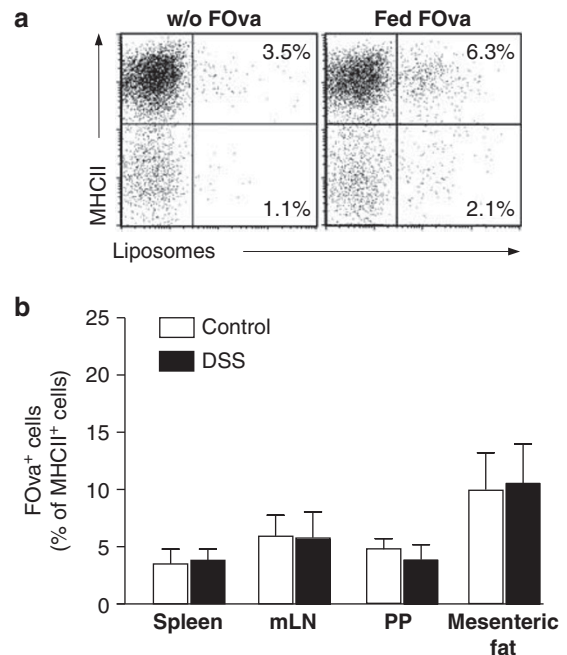 a
w/o FOva Fed FOva
3.5% 6.3%
MHCII
1.1% 2.1%
Liposomes
b
25
20
15
10
5
0
FOva⁺ cells
(% of MHCII⁺ cells)
Control
DSS
Spleen mLN PP Mesenteric
fat